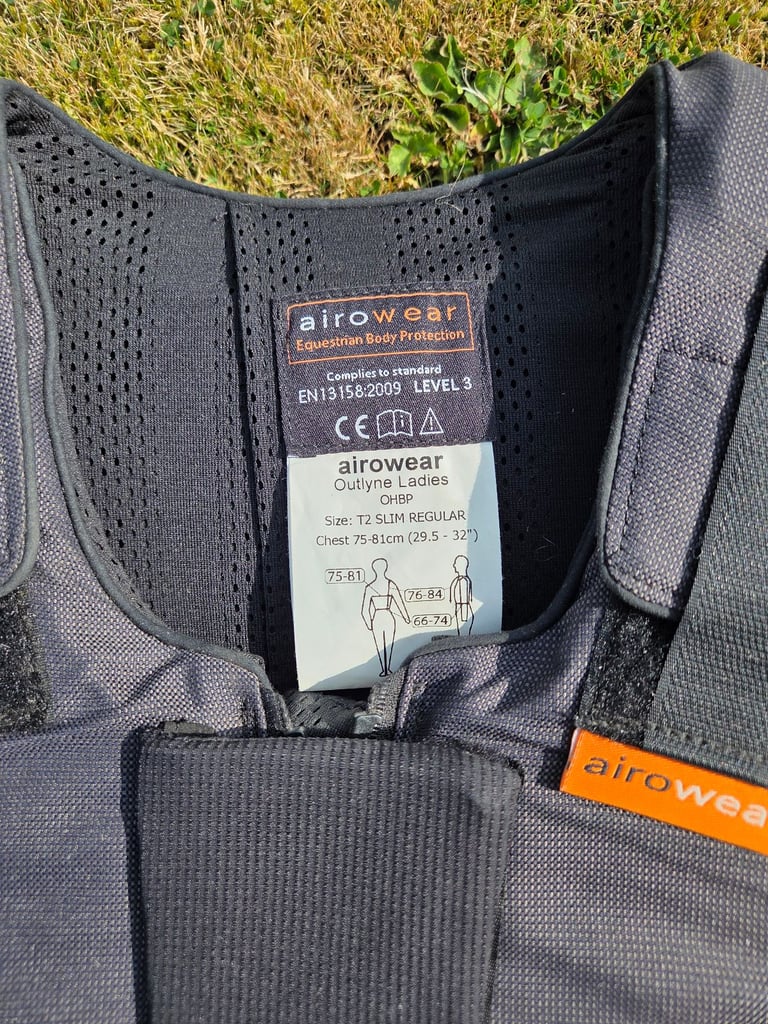 airowear
Equestrian Body Protection
Complies to standard
EN13158:2009 LEVEL 3
CE
airowear
Outlyne Ladies
OHBP
Size: T2 SLIM REGULAR
Chest 75-81cm (29.5 - 32")
75-81
76-84
66-74
airowea